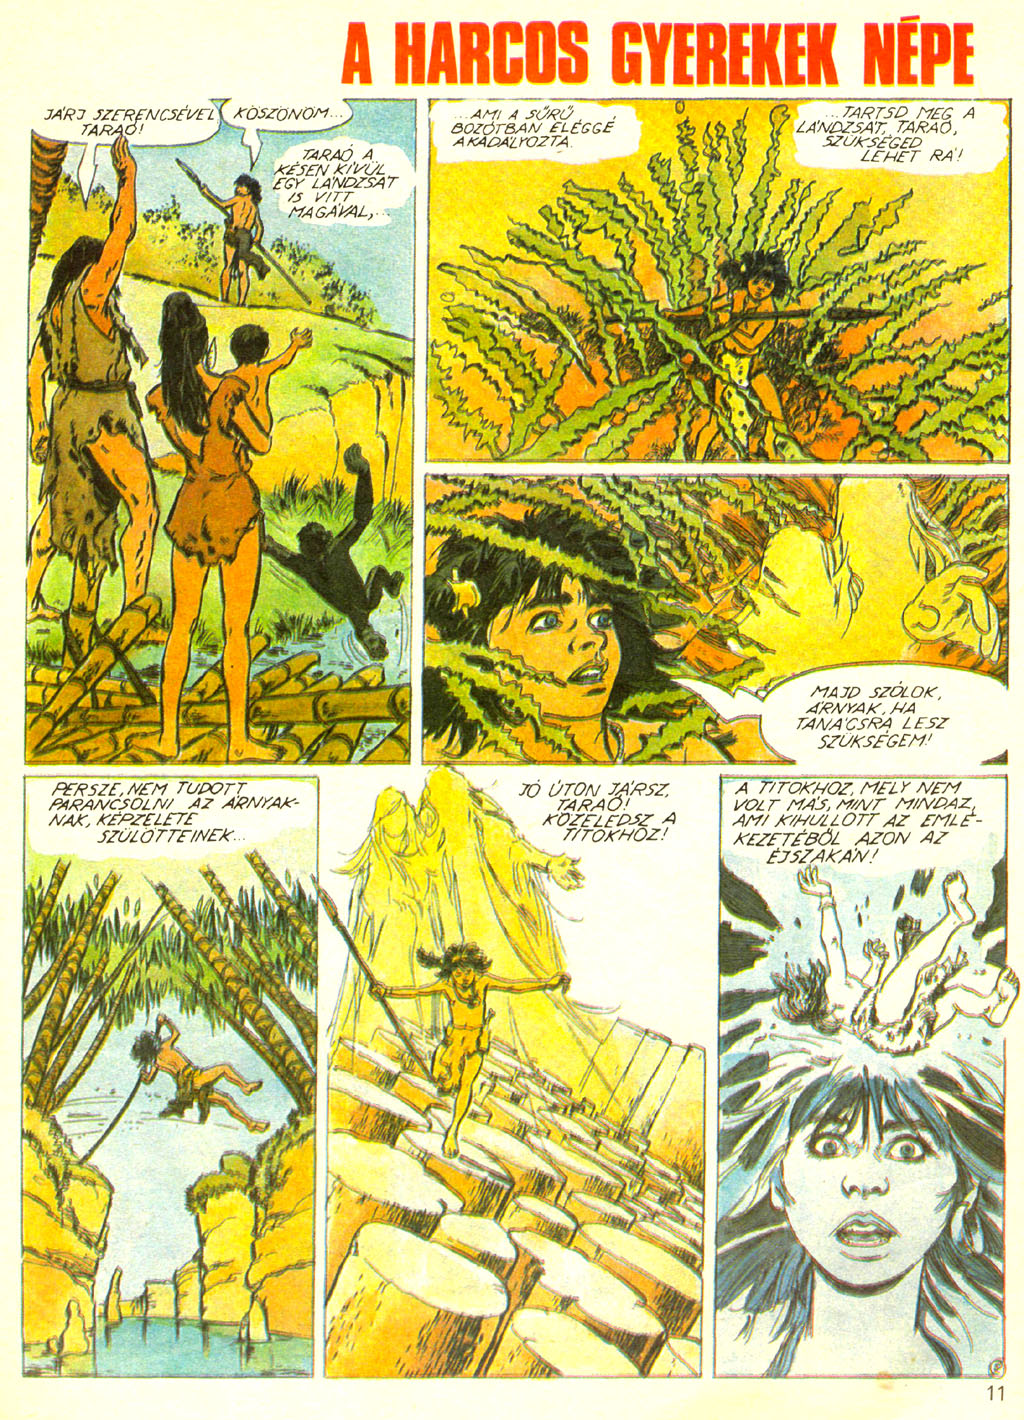 A HARCOS GYEREKEK NÉPE
JÁRJ SZERENCSÉVEL
TARAÓ!
KÖSZÖNÖM...
TARAÓ A
KÉSEN KÍVÜL
EGY LÁNDZSÁT
IS VITT
MAGÁVAL,...
...AMI A SŰRŰ
BOZÓTBAN ELÉGGÉ
AKADÁLYOZTA.
...TARTSD MEG A
LÁNDZSÁT, TARAÓ,
SZÜKSÉGED
LEHET RÁ!
MAJD SZÓLOK,
ÁRNYAK, HA
TANÁCSRA LESZ
SZÜKSÉGEM!
PERSZE, NEM TUDOTT
PARANCSOLNI AZ ÁRNYAK-
NAK, KÉPZELETE
SZÜLÖTTEINEK...
JÓ ÚTON JÁRSZ,
TARAÓ!
KÖZELEDSZ A
TITOKHOZ!
A TITOKHOZ, MELY NEM
VOLT MÁS, MINT MINDAZ,
AMI KIHULLOTT AZ EMLÉ-
KEZETÉBŐL AZON AZ
ÉJSZAKÁN!
11